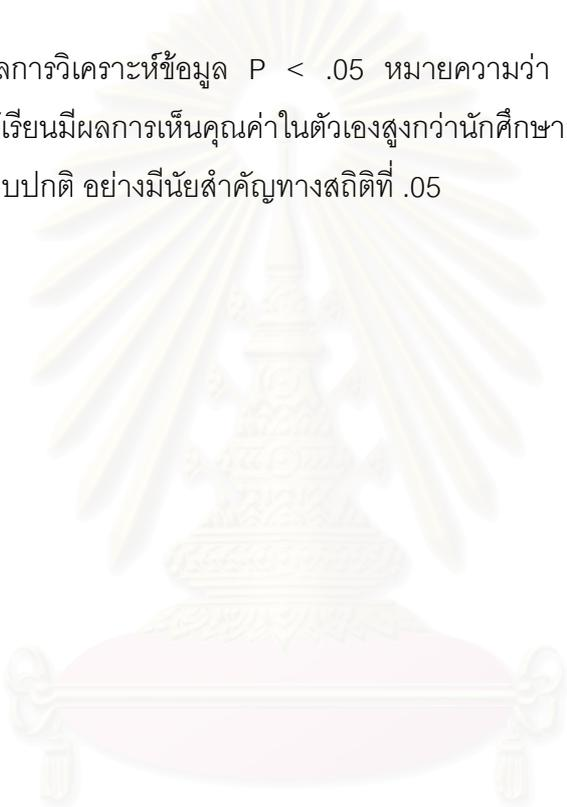 ลการวิเคราะห์ข้อมูล P < .05 หมายความว่า
เรียนมีผลการเห็นคุณค่าในตัวเองสูงกว่านักศึกษา
บปกติ อย่างมีนัยสำคัญทางสถิติที่ .05